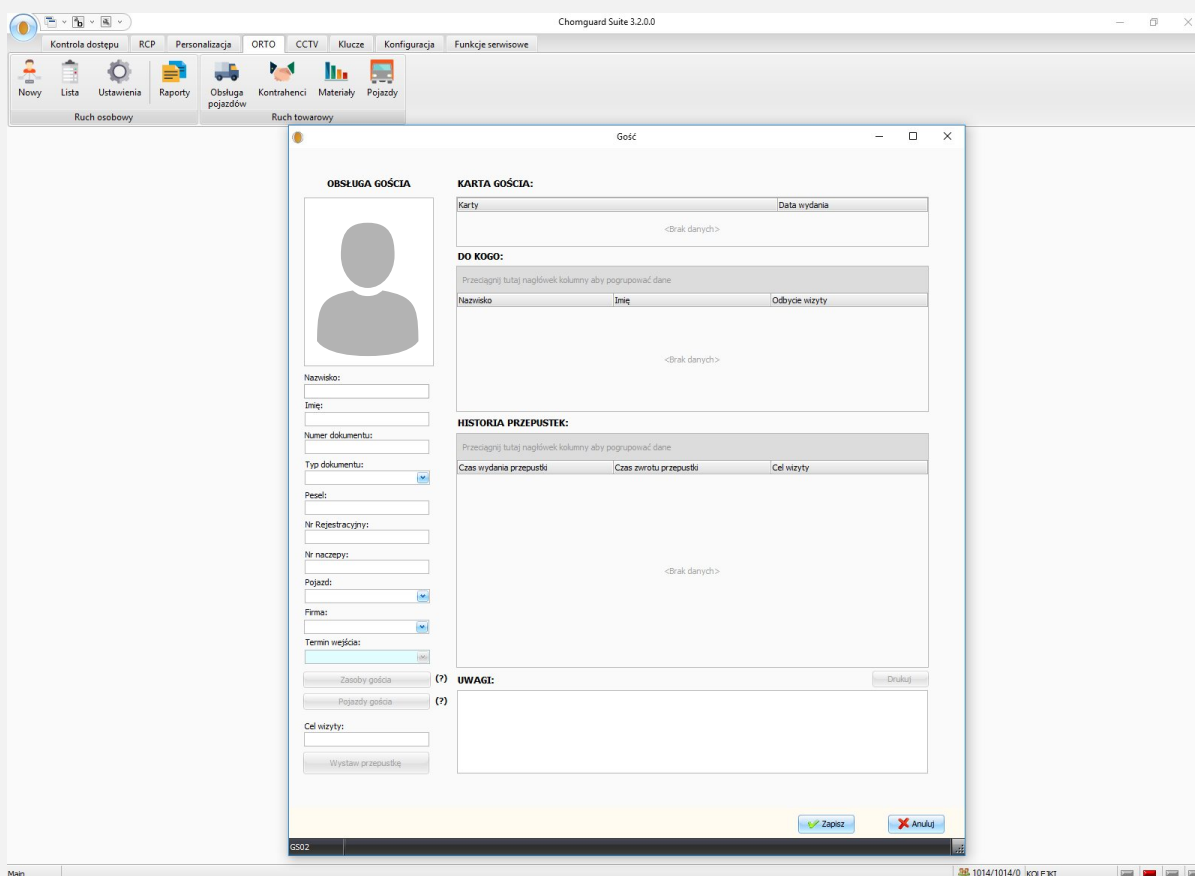 Chomguard Suite 3.2.0.0
Kontrola dostępu RCP Personalizacja ORTO CCTV Klucze Konfiguracja Funkcje serwisowe
Nowy Lista Ustawienia Raporty Obsługa pojazdów Kontrahenci Materiały Pojazdy
Ruch osobowy Ruch towarowy
Gość
OBSŁUGA GOŚCIA
KARTA GOŚCIA:
Karty Data wydania
<Brak danych>
DO KOGO:
Przeciągnij tutaj nagłówek kolumny aby pogrupować dane
Nazwisko Imię Odbycie wizyty
<Brak danych>
Nazwisko:
Imię:
Numer dokumentu:
Typ dokumentu:
Pesel:
Nr Rejestracyjny:
Nr naczepy:
Pojazd:
Firma:
Termin wejścia:
Zasoby gościa (?)
Pojazdy gościa (?)
Cel wizyty:
Wystaw przepustkę
HISTORIA PRZEPUSTEK:
Przeciągnij tutaj nagłówek kolumny aby pogrupować dane
Czas wydania przepustki Czas zwrotu przepustki Cel wizyty
<Brak danych>
UWAGI:
Drukuj
Zapisz Anuluj
GS02
Main 1014/1014/0 KOLEJKI